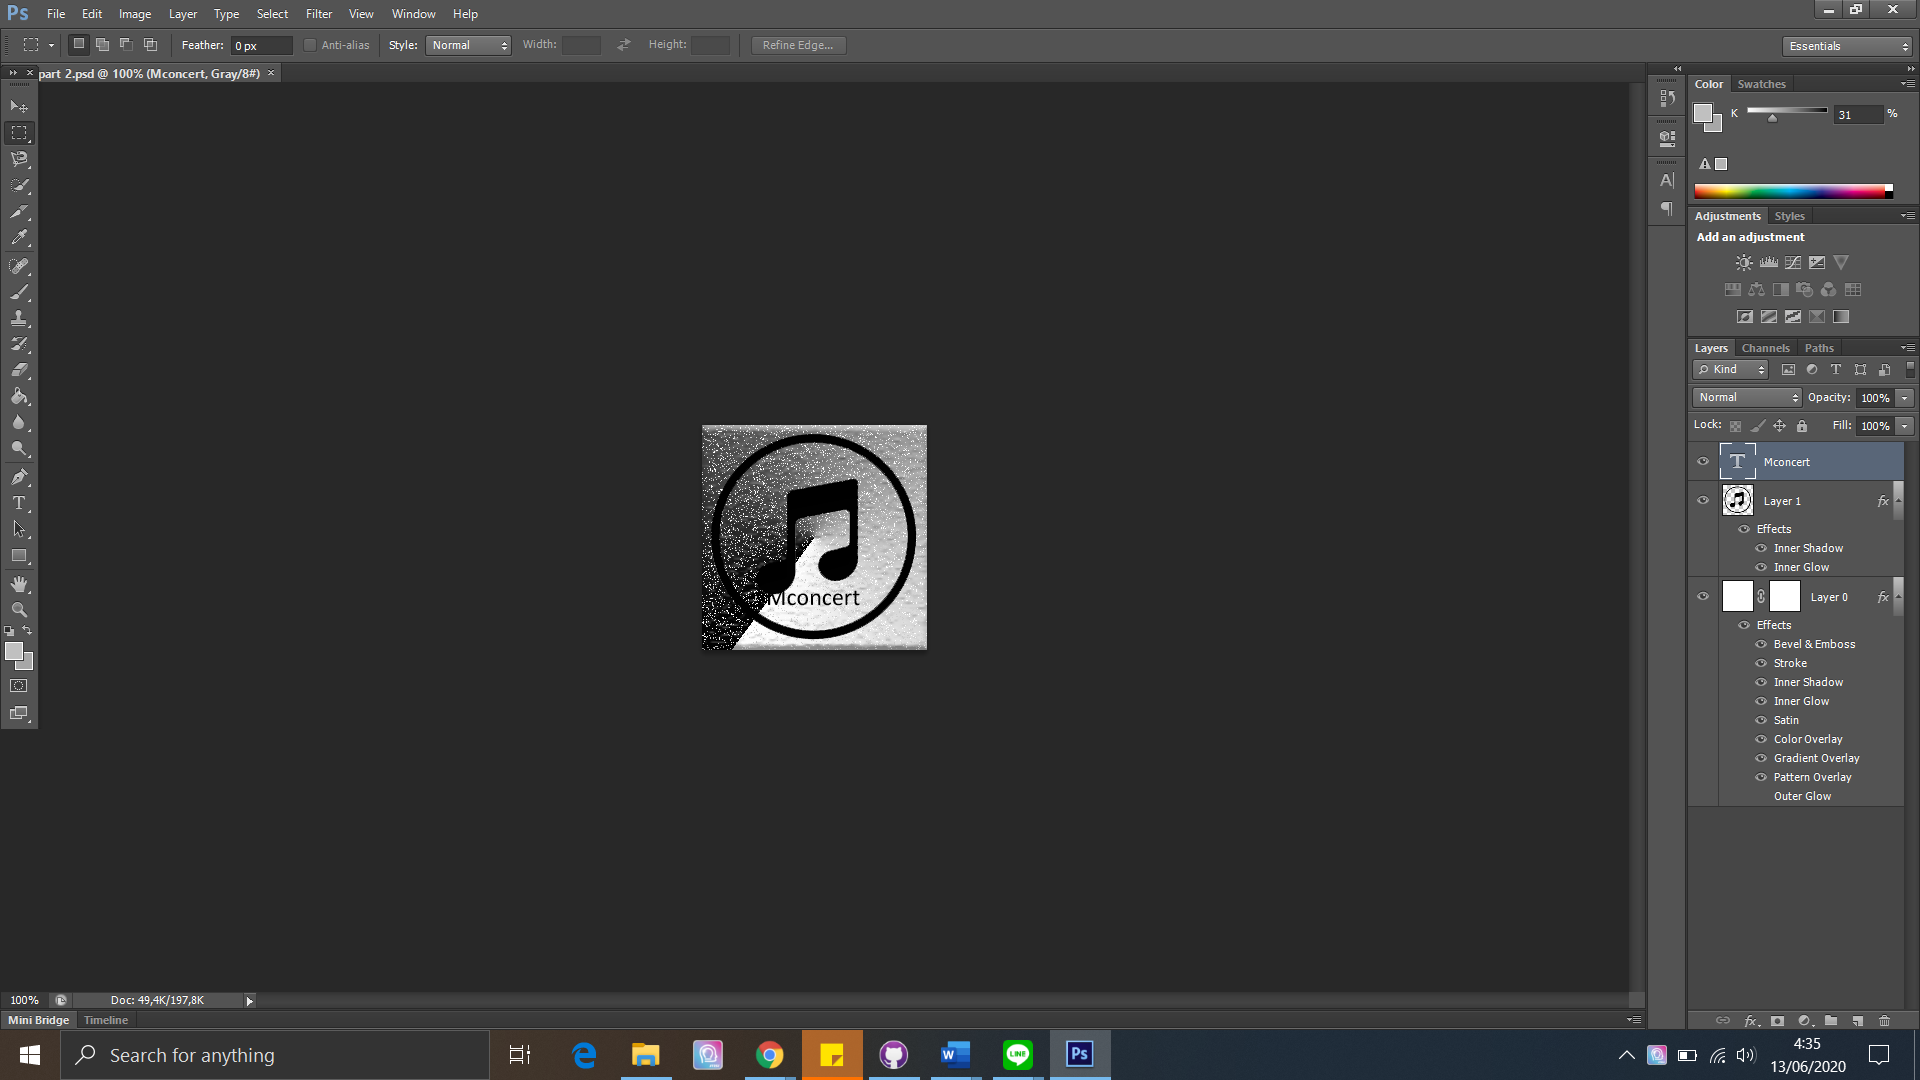 Ps File Edit Image Layer Type Select Filter View Window Help
Feather: 0 px Anti-alias Style: Normal Width: Height: Refine Edge... Essentials
part 2.psd @ 100% (Mconcert, Gray/8#)
Color Swatches
K 31 %
Adjustments Styles
Add an adjustment
Layers Channels Paths
Kind
Normal Opacity: 100%
Lock: Fill: 100%
Mconcert
Layer 1 fx
Effects
Inner Shadow
Inner Glow
Layer 0 fx
Effects
Bevel & Emboss
Stroke
Inner Shadow
Inner Glow
Satin
Color Overlay
Gradient Overlay
Pattern Overlay
Outer Glow
Mconcert
100% Doc: 49,4K/197,8K
Mini Bridge Timeline
Search for anything
LINE
Ps
4:35
13/06/2020